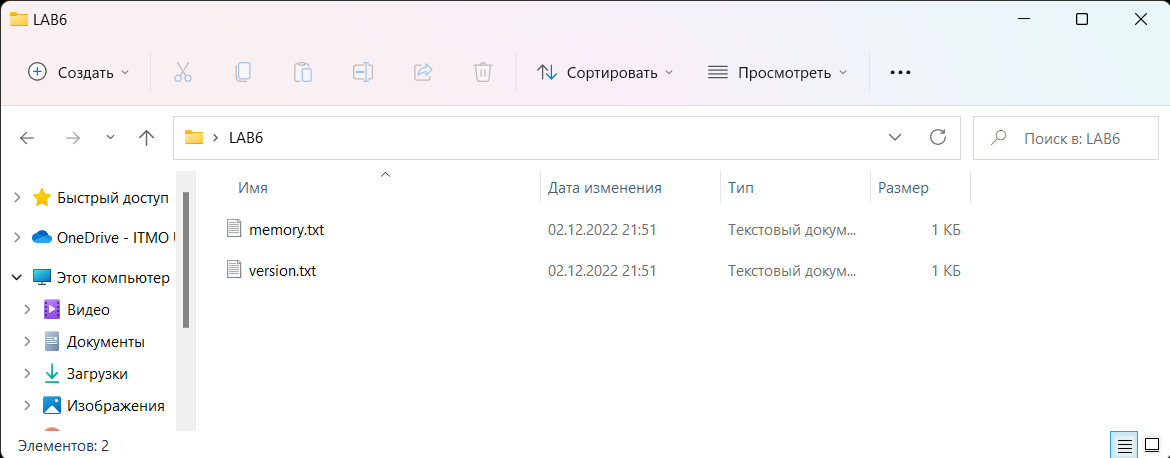 LAB6
Создать Сортировать Просмотреть
LAB6 Поиск в: LAB6
Имя Дата изменения Тип Размер
memory.txt 02.12.2022 21:51 Текстовый докум... 1 КБ
version.txt 02.12.2022 21:51 Текстовый докум... 1 КБ
Быстрый доступ
OneDrive - ITMO
Этот компьютер
Видео
Документы
Загрузки
Изображения
Элементов: 2